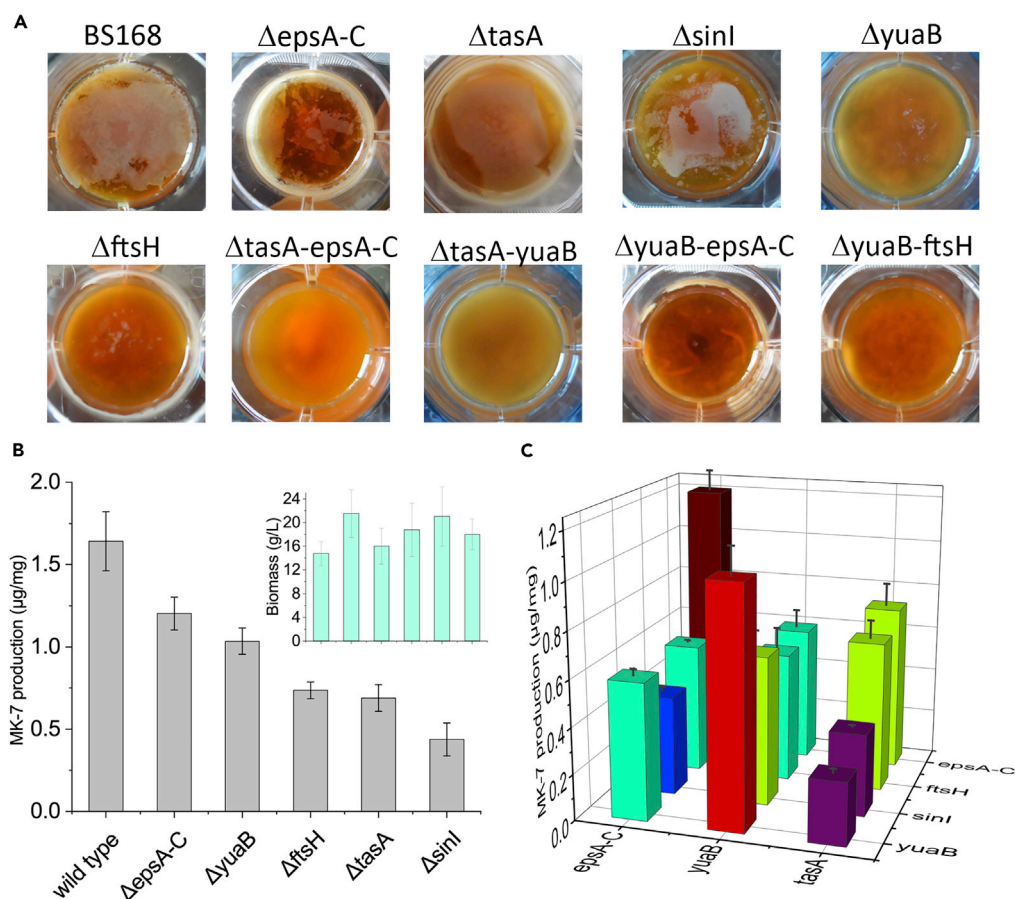 A
BS168 ΔepsA-C ΔtasA ΔsinI ΔyuaB
ΔftsH ΔtasA-epsA-C ΔtasA-yuaB ΔyuaB-epsA-C ΔyuaB-ftsH
B
MK-7 production (µg/mg)
2.0
1.5
1.0
0.5
0.0
wild type ΔepsA-C ΔyuaB ΔftsH ΔtasA ΔsinI
Biomass (g/L)
24
20
16
12
8
4
0
C
MK-7 production (µg/mg)
1.2
1.0
0.8
0.6
0.4
0.2
0.0
epsA-C yuaB tasA
epsA-C
ftsH
sinI
yuaB